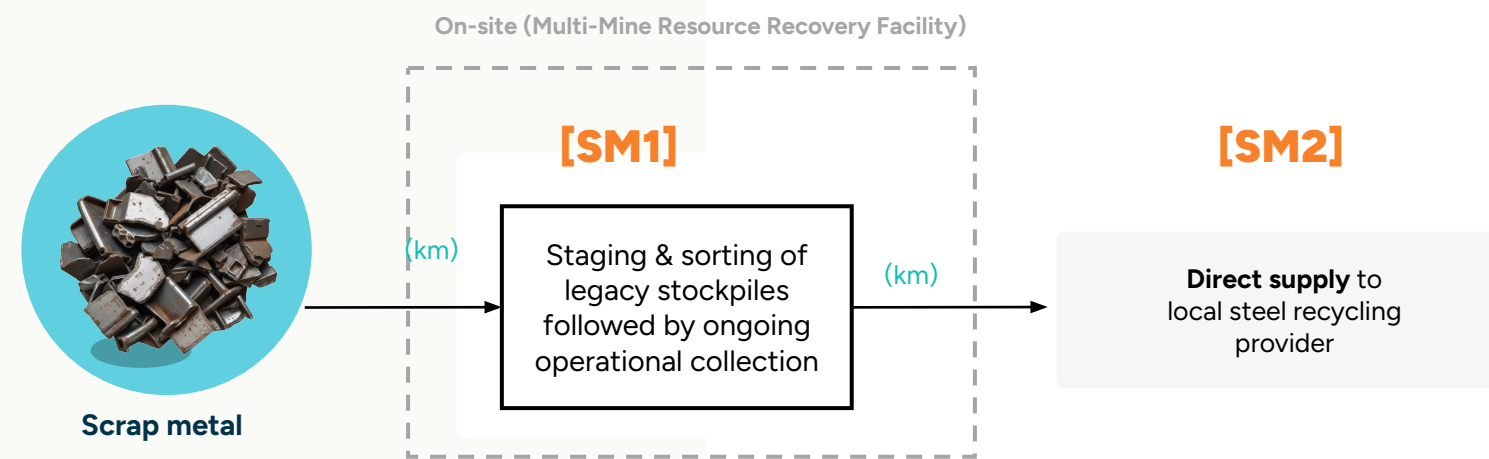 On-site (Multi-Mine Resource Recovery Facility)
[SM1]
[SM2]
(km)
Staging & sorting of
legacy stockpiles
followed by ongoing
operational collection
(km)
Direct supply to
local steel recycling
provider
Scrap metal